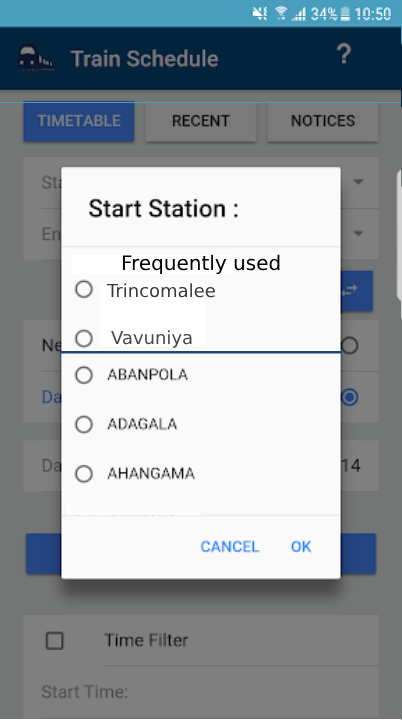 34% 10:50
Train Schedule ?
TIMETABLE RECENT NOTICES
Sta
Start Station :
En
Frequently used
Trincomalee
Vavuniya
Ne
ABANPOLA
Da
ADAGALA
AHANGAMA
Da 14
CANCEL OK
Time Filter
Start Time: